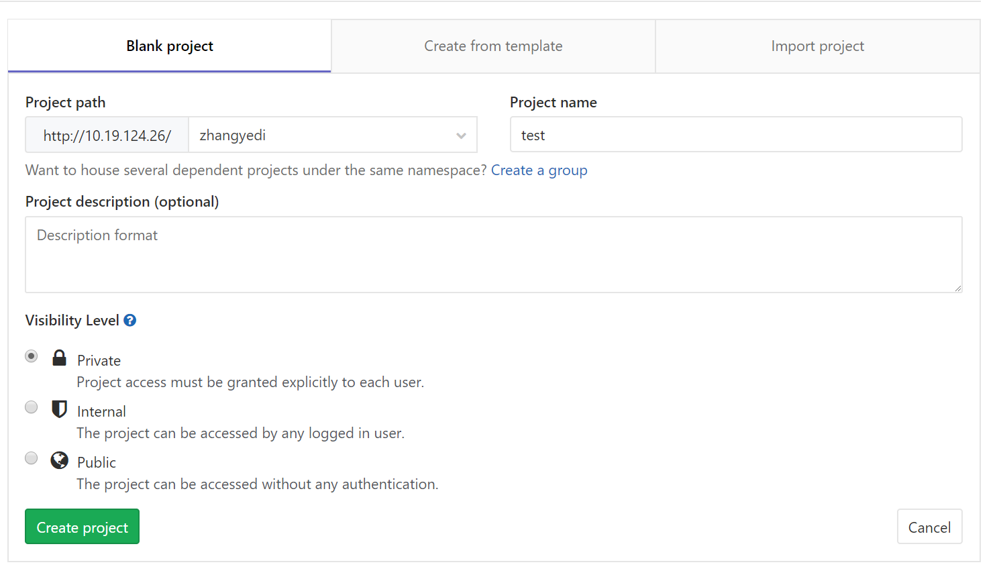 Blank project
Create from template
Import project
Project path
Project name
http://10.19.124.26/
zhangyedi
test
Want to house several dependent projects under the same namespace? Create a group
Project description (optional)
Description format
Visibility Level
Private
Project access must be granted explicitly to each user.
Internal
The project can be accessed by any logged in user.
Public
The project can be accessed without any authentication.
Create project
Cancel